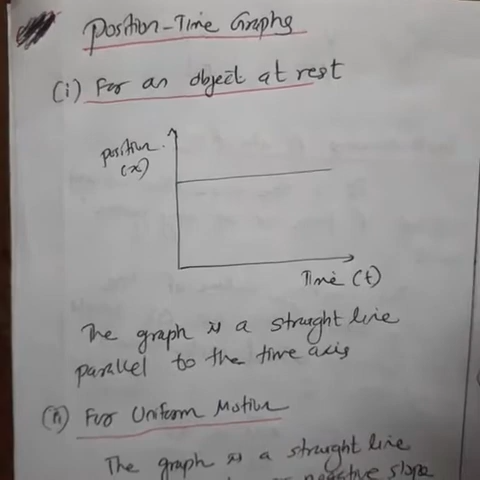 Position-Time Graphs
(i) For an object at rest
position
(x)
Time (t)
The graph is a straight line
parallel to the time axis
(ii) For Uniform Motion
The graph is a straight line
negative slope